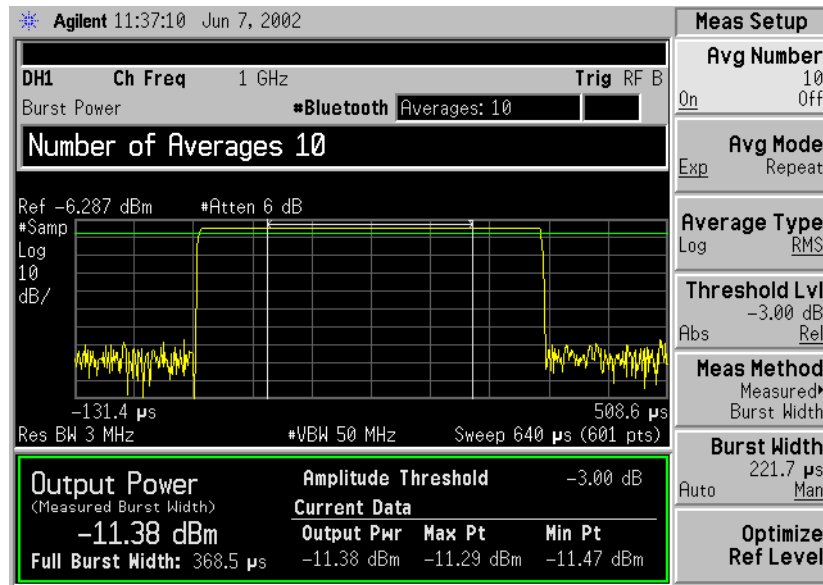 Agilent 11:37:10 Jun 7, 2002
DH1 Ch Freq 1 GHz Trig RF B
Burst Power #Bluetooth Averages: 10
Number of Averages 10
Ref -6.287 dBm #Atten 6 dB
#Samp
Log
10
dB/
-131.4 µs 508.6 µs
Res BW 3 MHz #VBW 50 MHz Sweep 640 µs (601 pts)
Output Power
(Measured Burst Width)
-11.38 dBm
Full Burst Width: 368.5 µs
Amplitude Threshold -3.00 dB
Current Data
Output Pwr Max Pt Min Pt
-11.38 dBm -11.29 dBm -11.47 dBm
Meas Setup
Avg Number
10
On Off
Avg Mode
Exp Repeat
Average Type
Log RMS
Threshold Lvl
-3.00 dB
Abs Rel
Meas Method
Measured
Burst Width
Burst Width
221.7 µs
Auto Man
Optimize
Ref Level